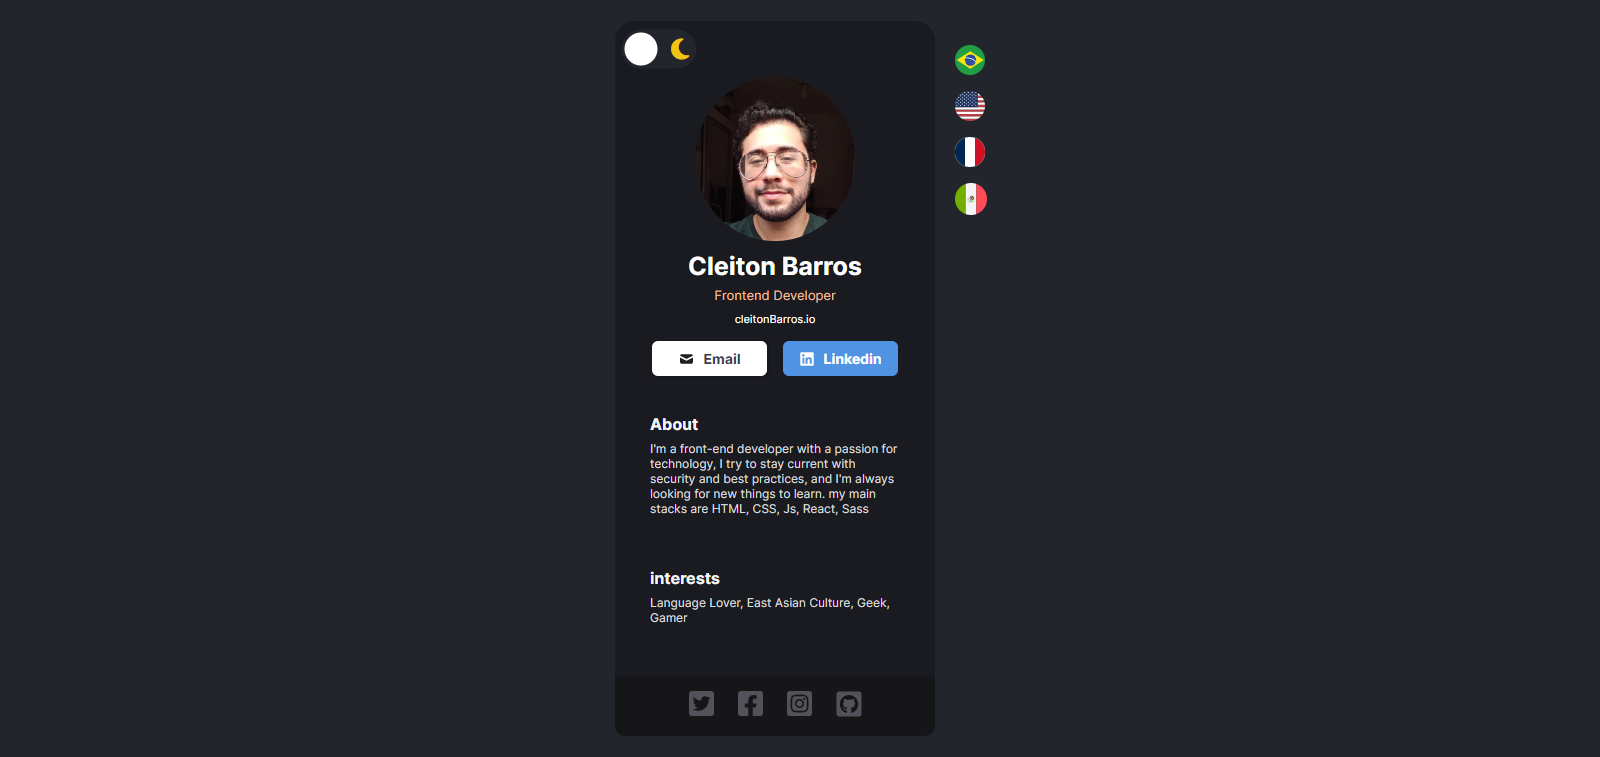 Cleiton Barros
Frontend Developer
cleitonBarros.io
Email
Linkedin
About
I'm a front-end developer with a passion for
technology, I try to stay current with
security and best practices, and I'm always
looking for new things to learn. my main
stacks are HTML, CSS, Js, React, Sass
interests
Language Lover, East Asian Culture, Geek,
Gamer